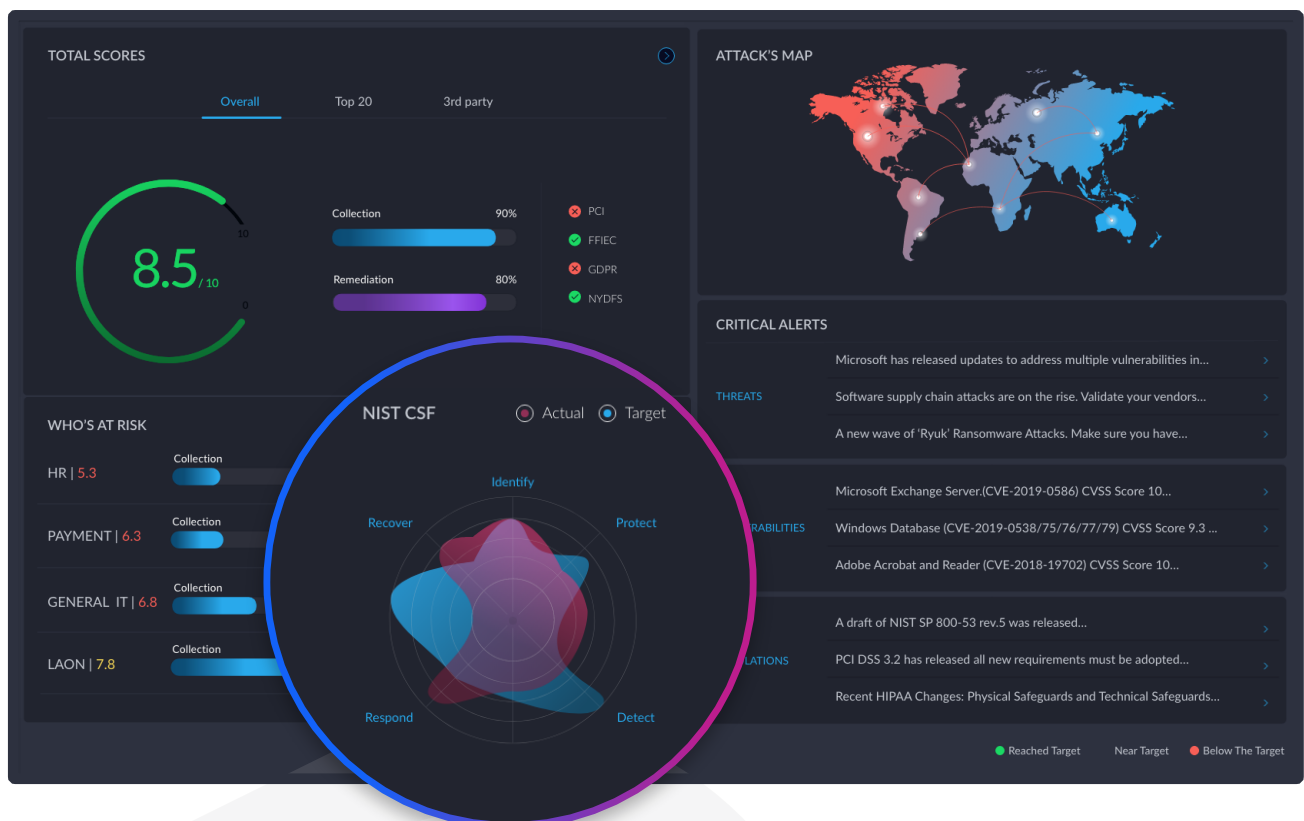 TOTAL SCORES
Overall
Top 20
3rd party
8.5/10
10
0
Collection 90%
Remediation 80%
PCI
FFIEC
GDPR
NYDFS
ATTACK'S MAP
CRITICAL ALERTS
THREATS
Microsoft has released updates to address multiple vulnerabilities in...
Software supply chain attacks are on the rise. Validate your vendors...
A new wave of ‘Ryuk’ Ransomware Attacks. Make sure you have...
RABILITIES
Microsoft Exchange Server.(CVE-2019-0586) CVSS Score 10...
Windows Database (CVE-2019-0538/75/76/77/79) CVSS Score 9.3 ...
Adobe Acrobat and Reader (CVE-2018-19702) CVSS Score 10...
LATIONS
A draft of NIST SP 800-53 rev.5 was released...
PCI DSS 3.2 has released all new requirements must be adopted...
Recent HIPAA Changes: Physical Safeguards and Technical Safeguards...
WHO'S AT RISK
HR | 5.3
Collection
PAYMENT | 6.3
Collection
GENERAL IT | 6.8
Collection
LAON | 7.8
Collection
NIST CSF
Actual
Target
Identify
Protect
Detect
Respond
Recover
Reached Target
Near Target
Below The Target